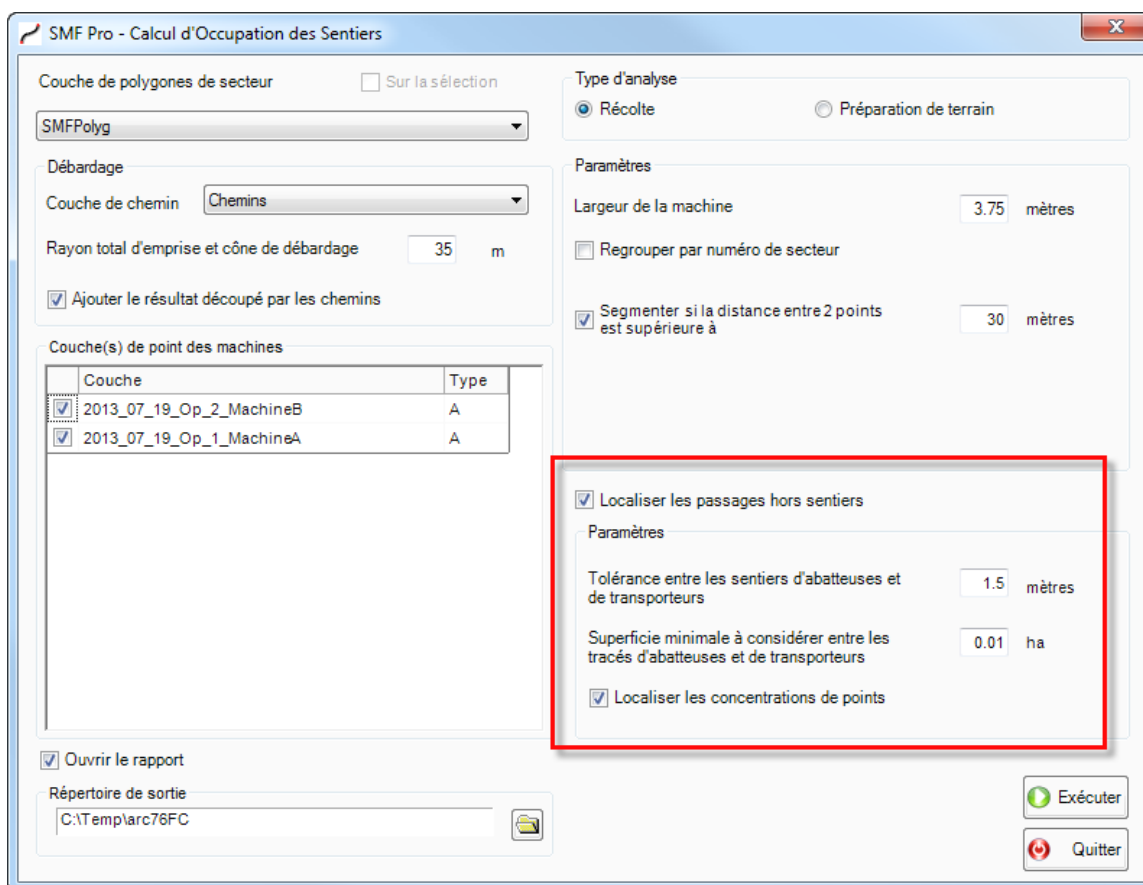 SMF Pro - Calcul d'Occupation des Sentiers
X
Couche de polygones de secteur
Sur la sélection
SMFPolyg
Débardage
Couche de chemin
Chemins
Rayon total d'emprise et cône de débardage
35
m
Ajouter le résultat découpé par les chemins
Couche(s) de point des machines
Couche
Type
2013_07_19_Op_2_MachineB
A
2013_07_19_Op_1_MachineA
A
Ouvrir le rapport
Répertoire de sortie
C:\Temp\arc76FC
Type d'analyse
Récolte
Préparation de terrain
Paramètres
Largeur de la machine
3.75
mètres
Regrouper par numéro de secteur
Segmenter si la distance entre 2 points
est supérieure à
30
mètres
Localiser les passages hors sentiers
Paramètres
Tolérance entre les sentiers d'abatteuses et
de transporteurs
1.5
mètres
Superficie minimale à considérer entre les
tracés d'abatteuses et de transporteurs
0.01
ha
Localiser les concentrations de points
Exécuter
Quitter